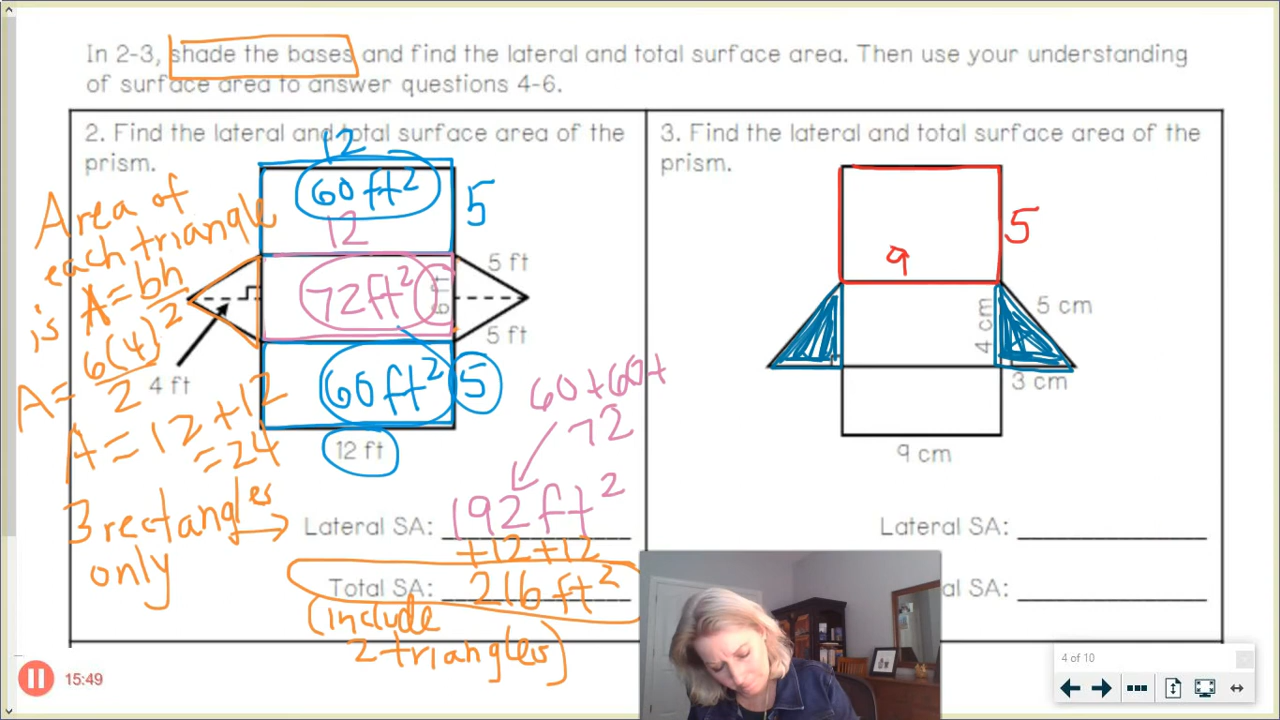 In 2-3, shade the bases and find the lateral and total surface area. Then use your understanding
of surface area to answer questions 4-6.
2. Find the lateral and total surface area of the
prism.
12
60 ft²
5
12
Area of
each triangle
is A = bh/2
A = 6(4)/2
A = 12 + 12
= 24
5 ft
72 ft²
6 ft
5 ft
4 ft
60 ft²
5
12 ft
60 + 60 +
72
3 rectangles
only
Lateral SA: 192 ft²
+12 +12
Total SA: 216 ft²
(include
2 triangles)
3. Find the lateral and total surface area of the
prism.
5
9
5 cm
4 cm
3 cm
9 cm
Lateral SA:
al SA:
15:49
4 of 10